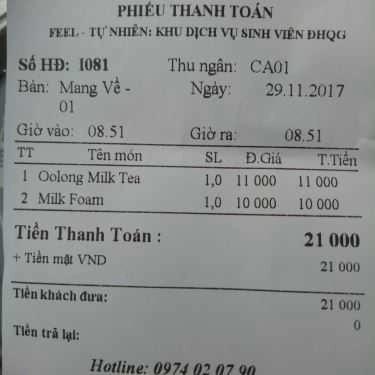 PHIẾU THANH TOÁN
FEEL - TỰ NHIÊN: KHU DỊCH VỤ SINH VIÊN ĐHQG
Số HĐ: I081 Thu ngân: CA01
Bàn: Mang Về - Ngày: 29.11.2017
01
Giờ vào: 08.51 Giờ ra: 08.51
TT Tên món SL Đ.Giá T.Tiền
1 Oolong Milk Tea 1,0 11 000 11 000
2 Milk Foam 1,0 10 000 10 000
Tiền Thanh Toán : 21 000
+ Tiền mặt VND 21 000
Tiền khách đưa: 21 000
Tiền trả lại: 0
Hotline: 0974 02 07 90